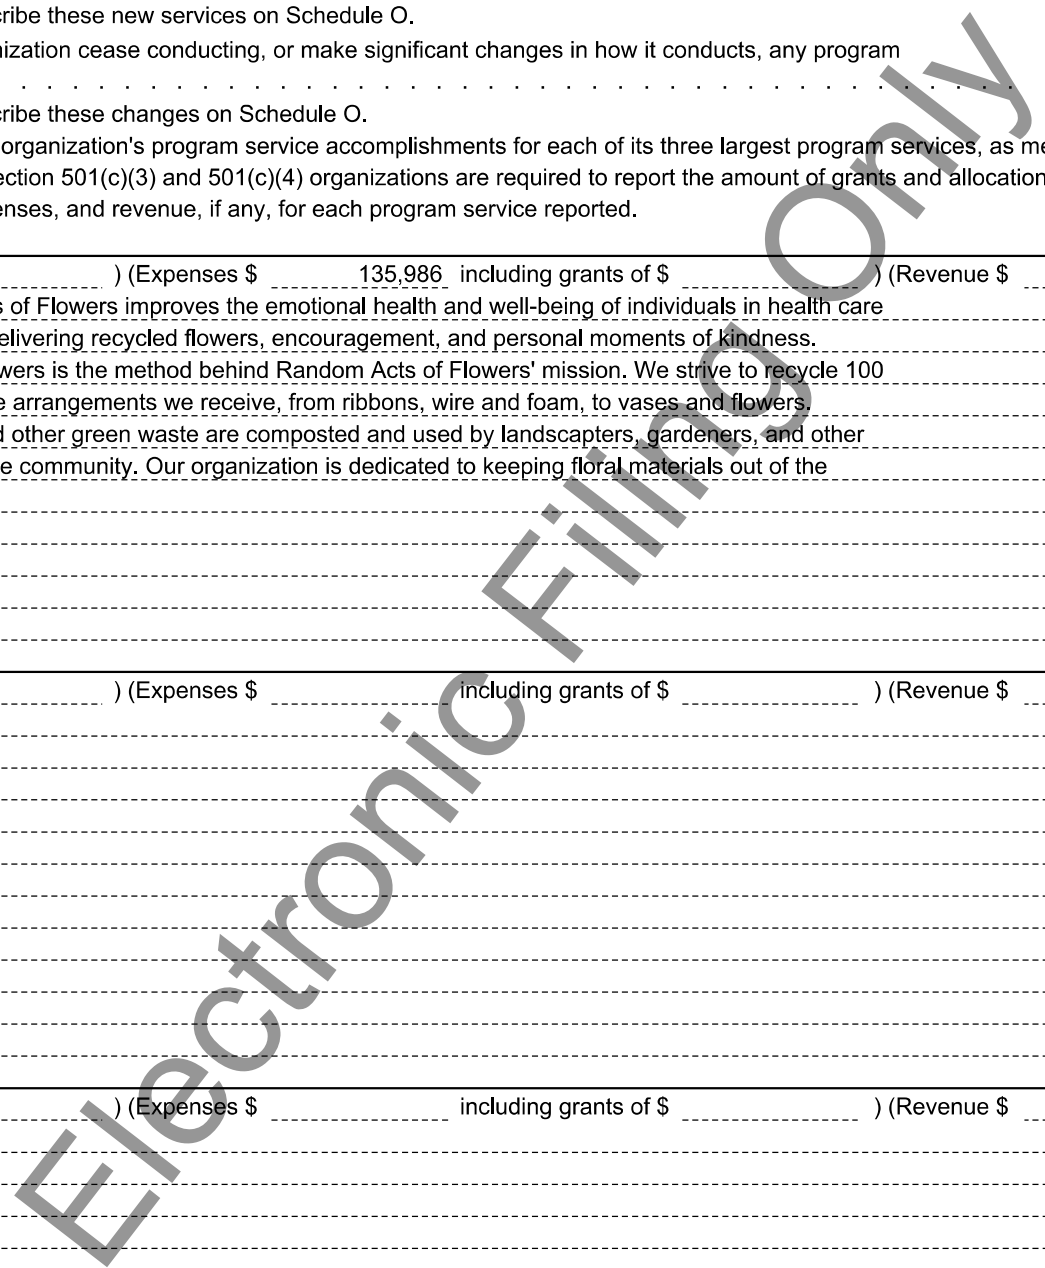 cribe these new services on Schedule O.
nization cease conducting, or make significant changes in how it conducts, any program
. . . . . . . . . . . . . . . . . . . . . . . . . . . . . . . . . . . . . . . . . .
cribe these changes on Schedule O.
organization's program service accomplishments for each of its three largest program services, as me
ection 501(c)(3) and 501(c)(4) organizations are required to report the amount of grants and allocation
enses, and revenue, if any, for each program service reported.
) (Expenses $ 135,986 including grants of $ ) (Revenue $
s of Flowers improves the emotional health and well-being of individuals in health care
elivering recycled flowers, encouragement, and personal moments of kindness.
wers is the method behind Random Acts of Flowers' mission. We strive to recycle 100
e arrangements we receive, from ribbons, wire and foam, to vases and flowers.
d other green waste are composted and used by landscapters, gardeners, and other
e community. Our organization is dedicated to keeping floral materials out of the
) (Expenses $ including grants of $ ) (Revenue $
) (Expenses $ including grants of $ ) (Revenue $
Electronic Filing Only